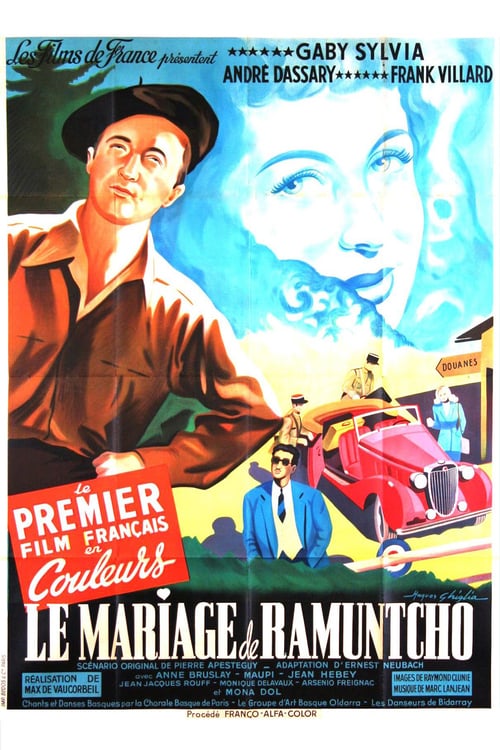 Les Films de France présentent
★★★★★★ GABY SYLVIA
ANDRÉ DASSARY ★★★★★★ FRANK VILLARD
DOUANES
le
PREMIER
FILM FRANÇAIS
en
Couleurs
Hugues Ghiglia
LE MARIAGE de RAMUNTCHO
SCÉNARIO ORIGINAL DE PIERRE APESTEGUY — ADAPTATION D'ERNEST NEUBACH
avec ANNE BRUSLAY - MAUPI - JEAN HEBEY
JEAN JACQUES ROUFF - MONIQUE DELAVAUX - ARSENIO FREIGNAC
et MONA DOL
RÉALISATION DE
MAX DE VAUCORBEIL
IMAGES DE RAYMOND CLUNIE
MUSIQUE DE MARC LANJEAN
Chants et Danses Basques par la Chorale Basque de Paris - Le Groupe d'Art Basque Oldarra - Les Danseurs de Bidarray
Procédé FRANCO-ALFA-COLOR